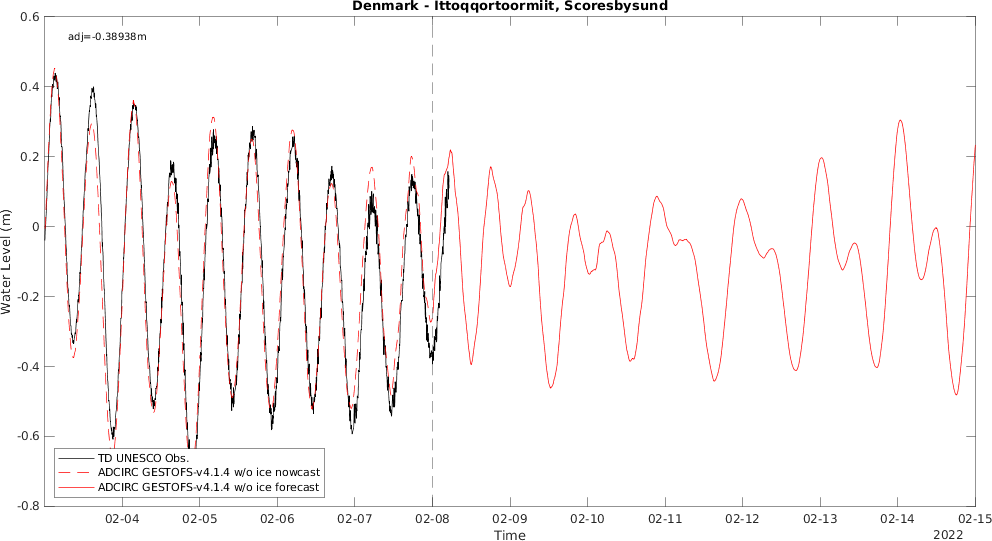 Denmark - Ittoqqortoormiit, Scoresbysund
adj=-0.38938m
0.6
0.4
0.2
0
-0.2
-0.4
-0.6
-0.8
Water Level (m)
TD UNESCO Obs.
ADCIRC GESTOFS-v4.1.4 w/o ice nowcast
ADCIRC GESTOFS-v4.1.4 w/o ice forecast
02-04 02-05 02-06 02-07 02-08 02-09 02-10 02-11 02-12 02-13 02-14 02-15
Time
2022